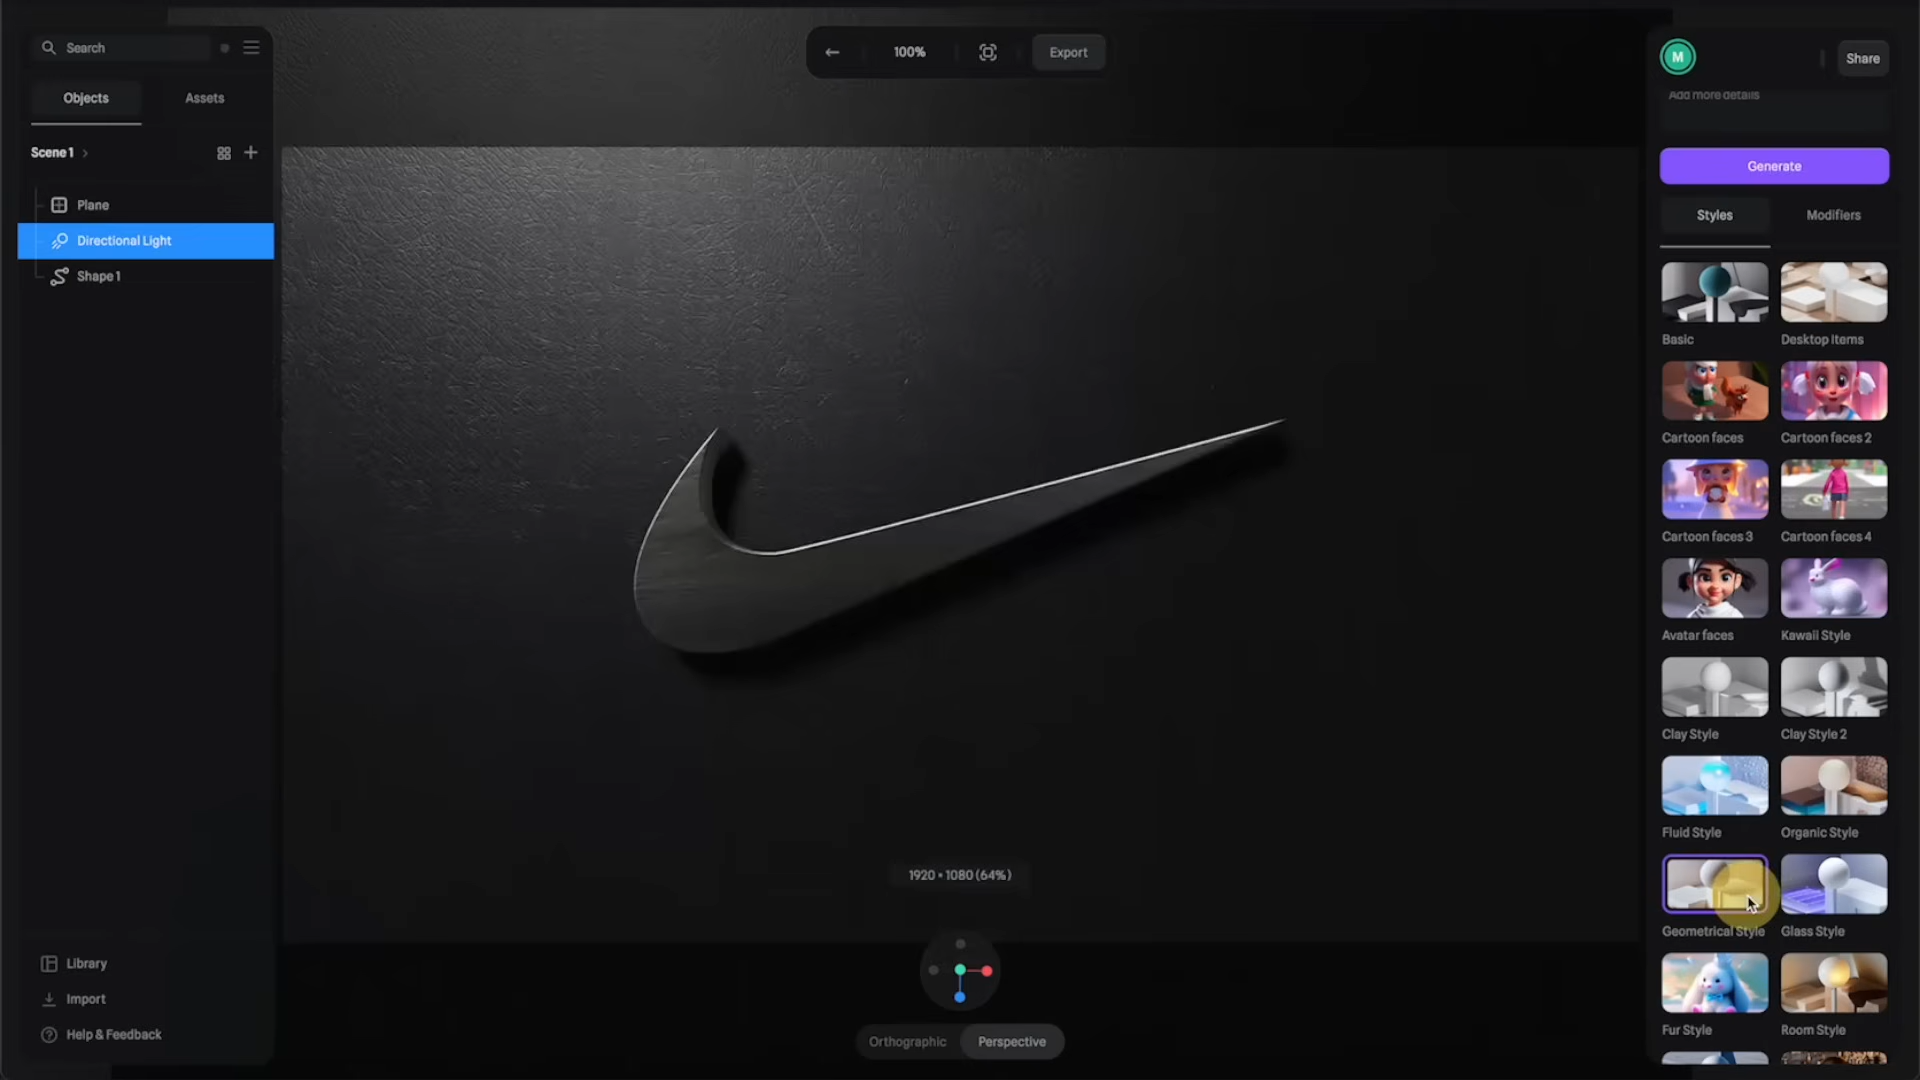 Search
Objects
Assets
Scene 1
Plane
Directional Light
Shape 1
Library
Import
Help & Feedback
100%
Export
1920 × 1080 (64%)
Orthographic
Perspective
M
Share
Add more details
Generate
Styles
Modifiers
Basic
Desktop Items
Cartoon faces
Cartoon faces 2
Cartoon faces 3
Cartoon faces 4
Avatar faces
Kawaii Style
Clay Style
Clay Style 2
Fluid Style
Organic Style
Geometrical Style
Glass Style
Fur Style
Room Style